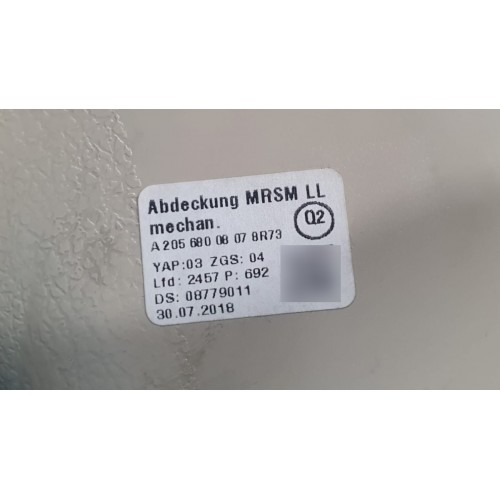 Abdeckung MRSM LL
mechan.
Q2
A 205 680 08 07 8R73
YAP:03 ZGS: 04
Lfd: 2457 P: 692
DS: 08779011
30.07.2018